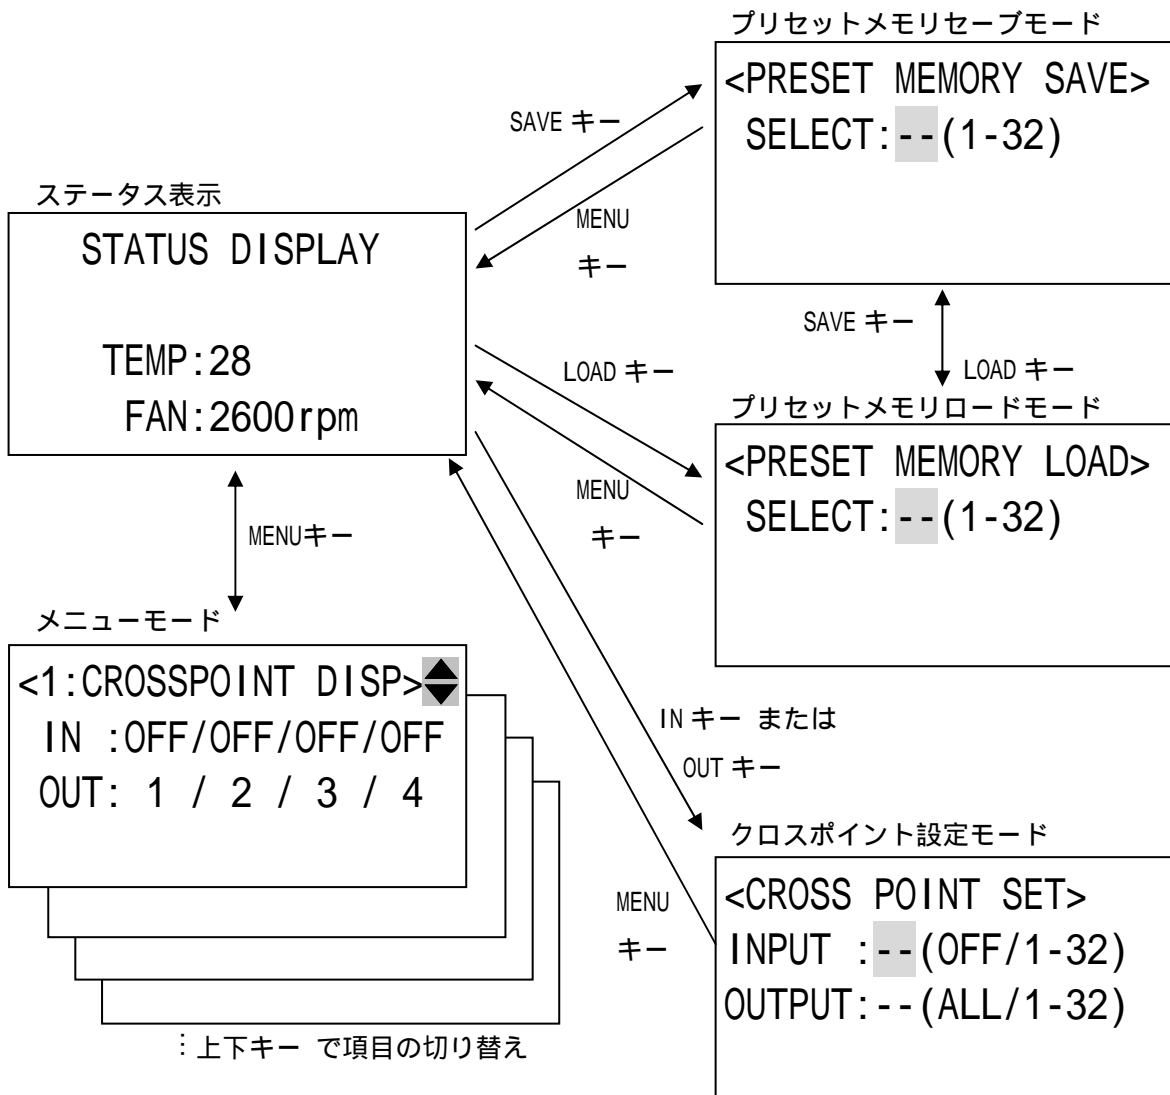 プリセットメモリセーブモード
<PRESET MEMORY SAVE>
SELECT:--(1-32)
SAVE キー
MENU
キー
ステータス表示
STATUS DISPLAY
TEMP:28
FAN:2600rpm
SAVE キー
LOAD キー
LOAD キー
MENU
キー
プリセットメモリロードモード
<PRESET MEMORY LOAD>
SELECT:--(1-32)
MENUキー
メニューモード
<1:CROSSPOINT DISP>
IN :OFF/OFF/OFF/OFF
OUT: 1 / 2 / 3 / 4
⋮上下キー で項目の切り替え
IN キー または
OUT キー
MENU
キー
クロスポイント設定モード
<CROSS POINT SET>
INPUT :--(OFF/1-32)
OUTPUT:--(ALL/1-32)